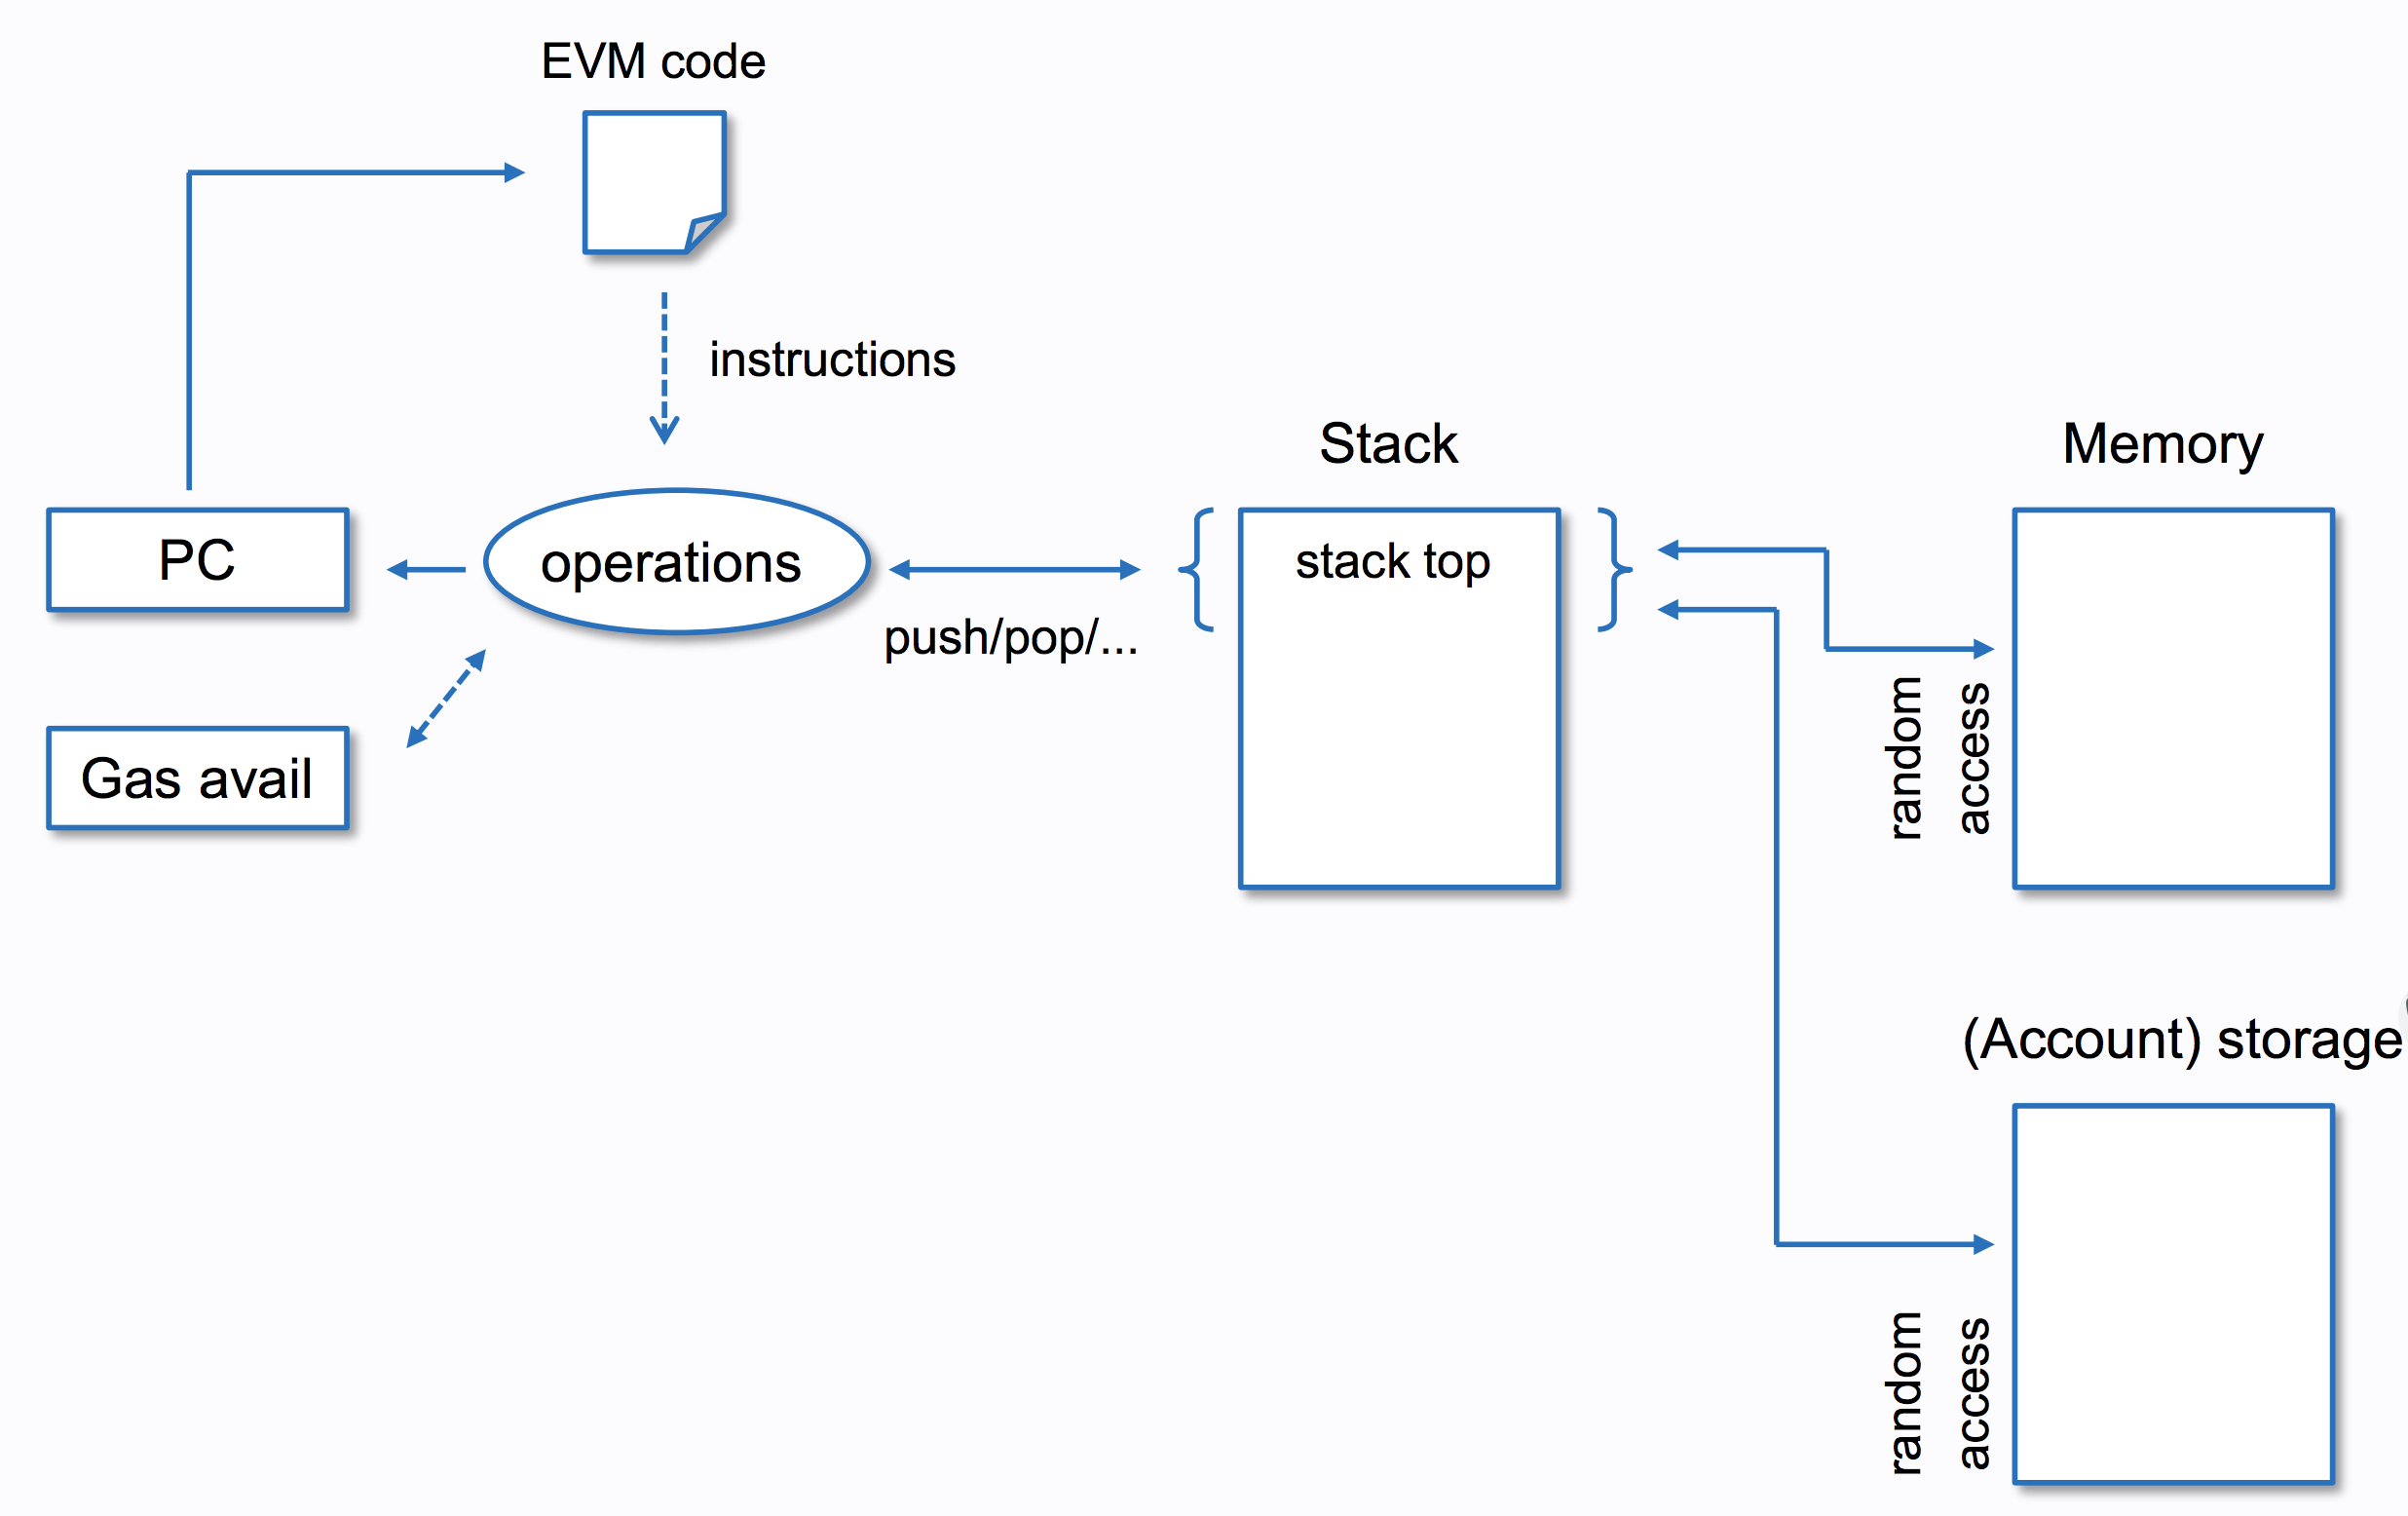 EVM code
instructions
Stack
Memory
PC
operations
stack top
push/pop/...
random
access
Gas avail
(Account) storage
random
access